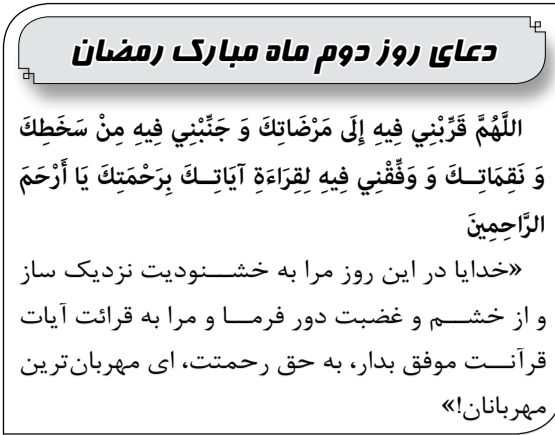 دعای روز دوم ماه مبارک رمضان
اللَّهُمَّ قَرِّبْنِي فِيهِ إِلَى مَرْضَاتِكَ وَ جَنِّبْنِي فِيهِ مِنْ سَخَطِكَ
وَ نَقِمَاتِكَ وَ وَفِّقْنِي فِيهِ لِقِرَاءَةِ آيَاتِكَ بِرَحْمَتِكَ يَا أَرْحَمَ
الرَّاحِمِينَ
«خدایا در این روز مرا به خشنودیت نزدیک ساز
و از خشم و غضبت دور فرما و مرا به قرائت آیات
قرآنت موفق بدار، به حق رحمتت، ای مهربان‌ترین
مهربانان!»